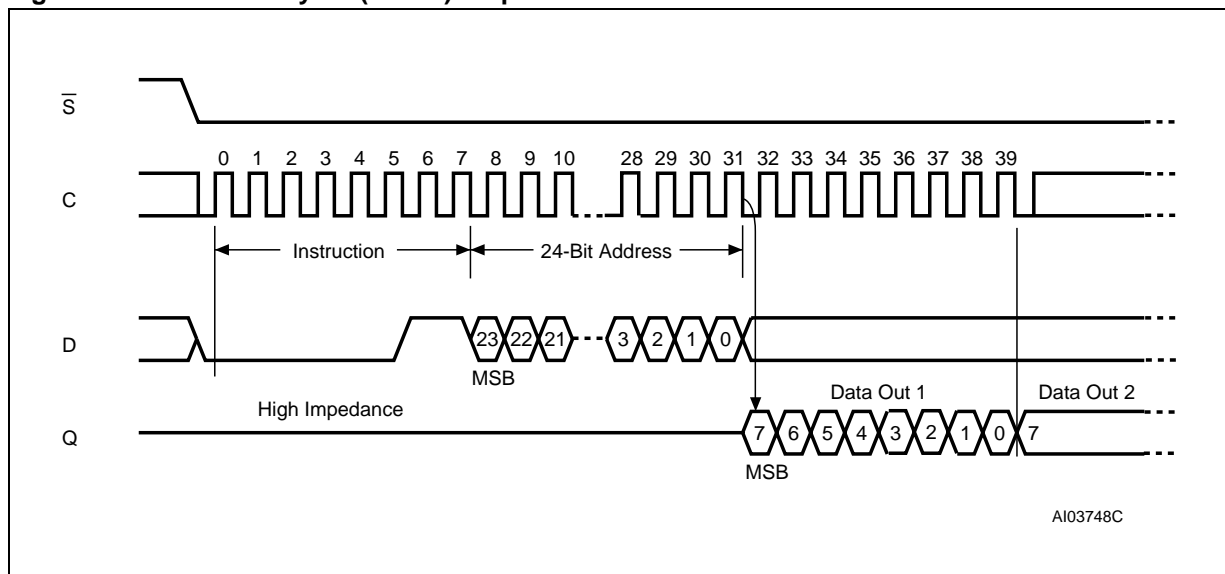 S
0 1 2 3 4 5 6 7 8 9 10 28 29 30 31 32 33 34 35 36 37 38 39
C
Instruction 24-Bit Address
D 23 22 21 3 2 1 0
MSB
High Impedance Data Out 1 Data Out 2
Q 7 6 5 4 3 2 1 0 7
MSB
AI03748C